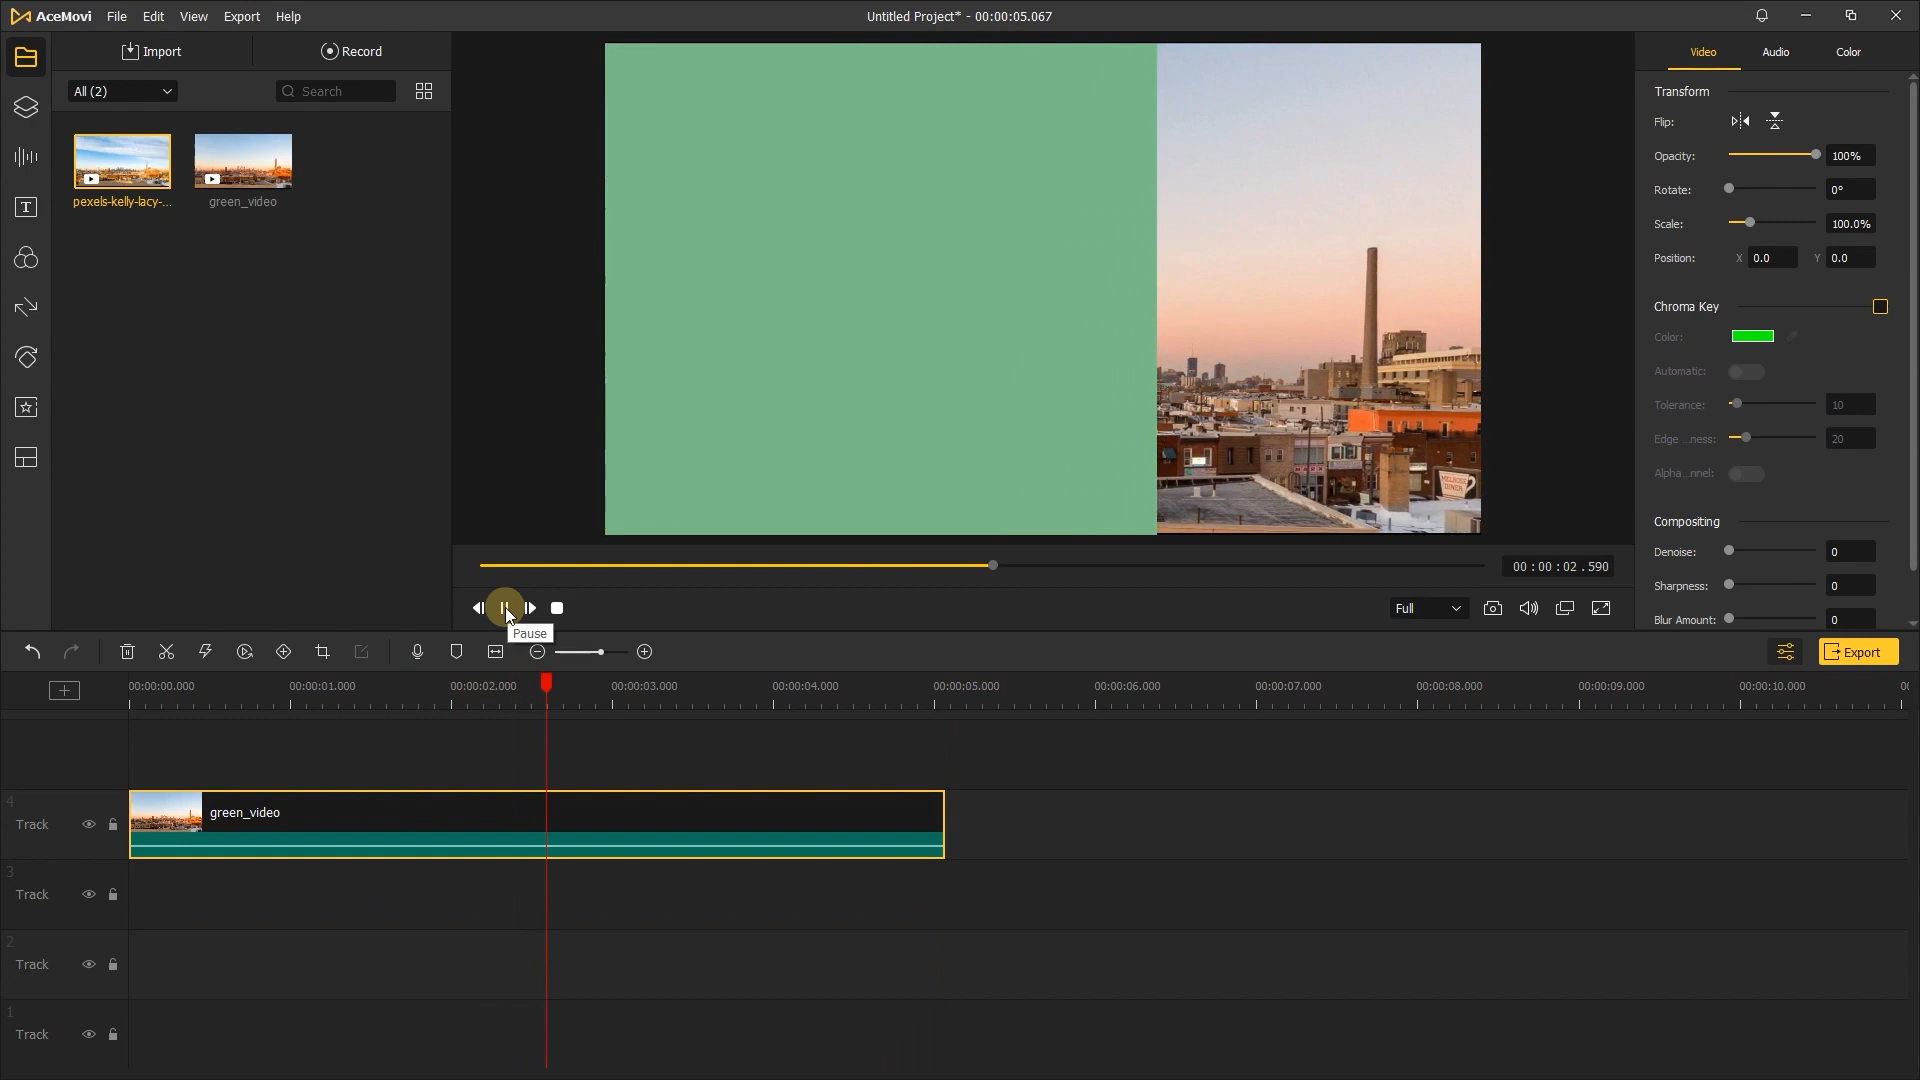 AceMovi File Edit View Export Help
Untitled Project* - 00:00:05.067
Import
Record
Video
Audio
Color
All (2)
Search
Transform
Flip:
Opacity:
100%
Rotate:
0°
Scale:
100.0%
Position:
X
0.0
Y
0.0
pexels-kelly-lacy-...
green_video
Chroma Key
Color:
Automatic:
Tolerance:
10
Edge ...ness:
20
Alpha...nnel:
MELROSE
DINER
Compositing
Denoise:
0
Sharpness:
0
Blur Amount:
0
00 : 00 : 02 . 590
Full
Pause
Export
00:00:00.000
00:00:01.000
00:00:02.000
00:00:03.000
00:00:04.000
00:00:05.000
00:00:06.000
00:00:07.000
00:00:08.000
00:00:09.000
00:00:10.000
4
Track
green_video
3
Track
2
Track
1
Track